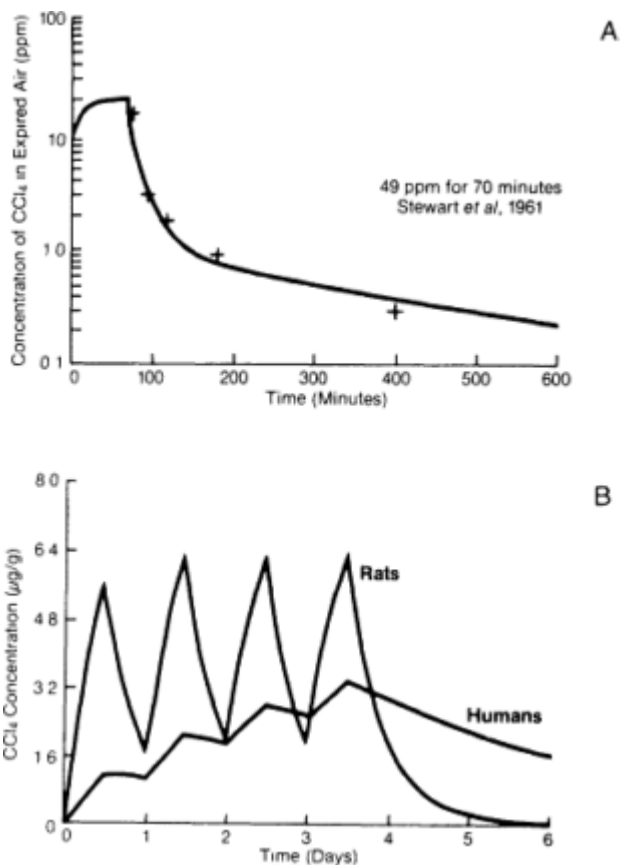 A
Concentration of CCl₄ in Expired Air (ppm)
100
10
1 0
0 1
49 ppm for 70 minutes
Stewart et al, 1961
0 100 200 300 400 500 600
Time (Minutes)
B
CCl₄ Concentration (µg/g)
8 0
6 4
4 8
3 2
1 6
0
Rats
Humans
0 1 2 3 4 5 6
Time (Days)